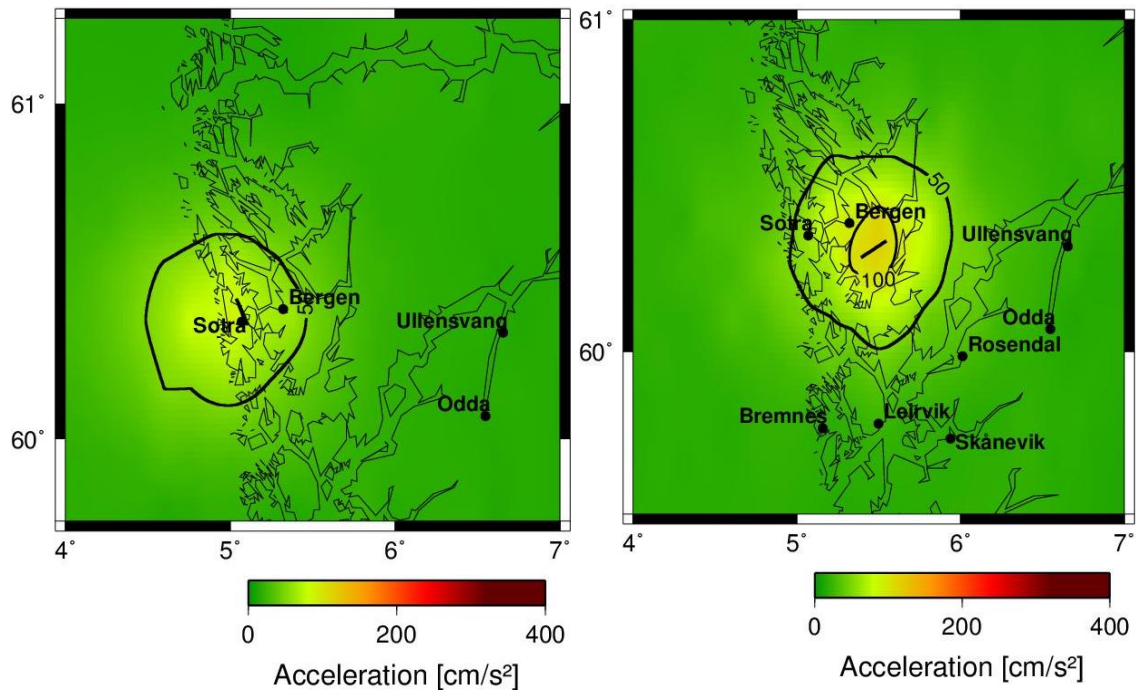 61°
60°
Sotra
Bergen
5
Ullensvang
Odda
4°
5°
6°
7°
0
200
400
Acceleration [cm/s²]
61°
60°
50
Sotra
Bergen
Ullensvang
100
Odda
Rosendal
Bremnes
Leirvik
Skånevik
4°
5°
6°
7°
0
200
400
Acceleration [cm/s²]